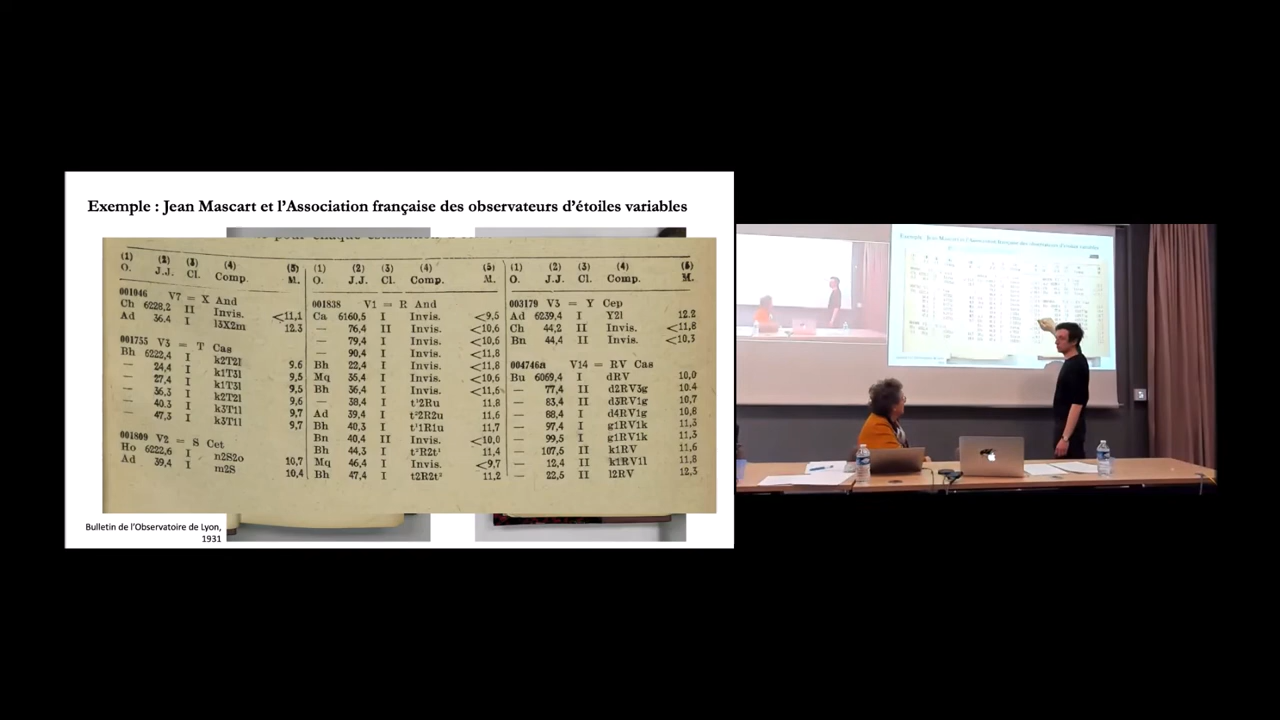 Exemple : Jean Mascart et l'Association française des observateurs d'étoiles variables
(1) (2) (3) (4) (5)
O. J.J. Cl. Comp. M.
001046 V7 = X And
Ch 6228,2 II Invis. <11,1
Ad 36,4 I l3X2m 12.3
001755 V3 = T Cas
Bh 6222,4 I k2T2l 9.6
— 24,4 I k1T3l 9,5
— 27,4 I k1T3l 9,5
— 36,3 I k2T2l 9,6
— 40,3 I k3T1l 9,7
— 47,3 I k3T1l 9,7
001809 V2 = S Cet
Ho 6222,6 I n2S2o 10,7
Ad 39,4 I m2S 10,4
(1) (2) (3) (4) (5)
O. J.J. Cl. Comp. M.
001838 V1 = R And
Ca 6160,5 I Invis. <9,5
— 76,4 II Invis. <10,6
— 79,4 I Invis. <10,6
— 90,4 I Invis. <11,8
Bh 22,4 I Invis. <11,8
Mq 35,4 I Invis. <10,6
Bh 36,4 I Invis. <11,6
— 38,4 I t'2Ru 11,8
Ad 39,4 I t²2R2u 11,6
Bh 40,3 I t'1R1u 11,7
Bn 40,4 II Invis. <10,0
Bh 44,3 I t²R2t' 11,4
Mq 46,4 I Invis. <9,7
Bh 47,4 I t2R2t² 11,2
(1) (2) (3) (4) (5)
O. J.J. Cl. Comp. M.
003179 V3 = Y Cep
Ad 6239,4 I Y2l 12.2
Ch 44,2 II Invis. <11,8
Bn 44,4 II Invis. <10,3
004746a V14 = RV Cas
Bu 6069,4 I dRV 10,0
— 77,4 II d2RV3g 10.4
— 83,4 II d3RV1g 10,7
— 88,4 I d4RV1g 10,8
— 97,4 I g1RV1k 11,3
— 99,5 I g1RV1k 11,3
— 107,5 II k1RV 11,6
— 12,4 II k1RV1l 11,8
— 22,5 II l2RV 12,3
Bulletin de l'Observatoire de Lyon,
1931